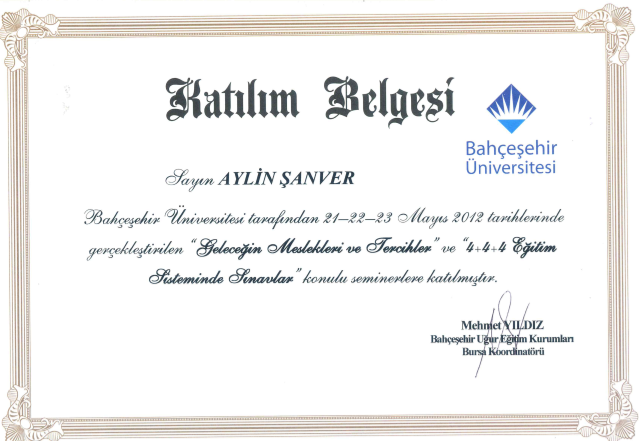 Katılım Belgesi
Bahçeşehir
Üniversitesi
Sayın AYLİN ŞANVER
Bahçeşehir Üniversitesi tarafından 21–22–23 Mayıs 2012 tarihlerinde
gerçekleştirilen "Geleceğin Meslekleri ve Tercihler" ve "4+4+4 Eğitim
Sisteminde Sınavlar" konulu seminerlere katılmıştır.
Mehmet YILDIZ
Bahçeşehir Uğur Eğitim Kurumları
Bursa Koordinatörü